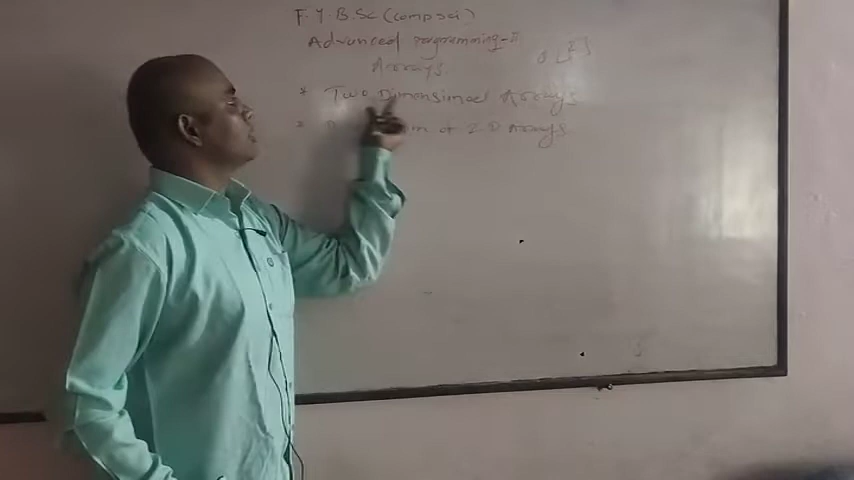 F.Y.B.Sc (Comp sci)
Advanced Programming-II
Arrays
* Two Dimensional Arrays
* of 2-D Arrays